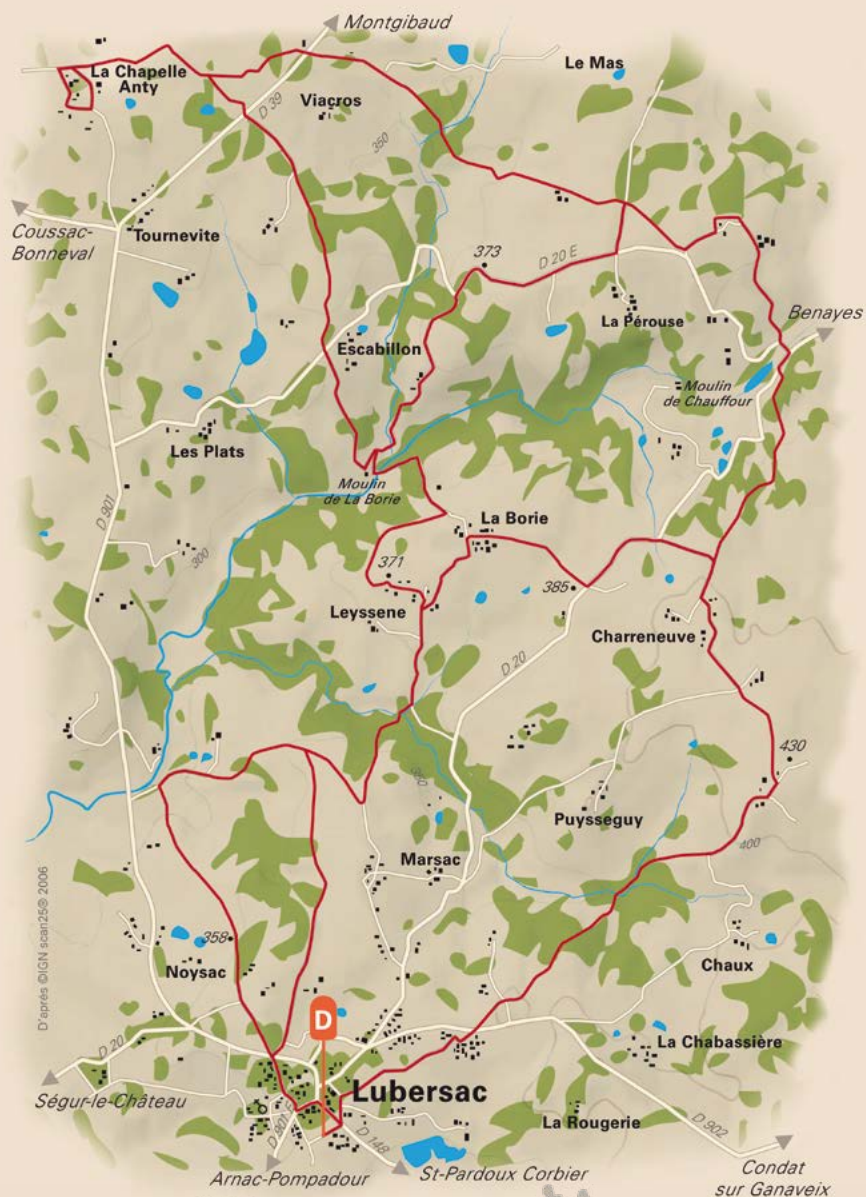 Montgibaud
La Chapelle
Anty
Le Mas
D 39
Viacros
350
Coussac-
Bonneval
Tournevite
373
D 20 E
La Pérouse
Benayes
Escabillon
Moulin
de Chauffour
Les Plats
Moulin
de La Borie
D 901
La Borie
300
371
385
Leyssene
Charreneuve
D 20
430
350
Puysseguy
Marsac
400
D'après ©IGN scan25® 2006
358
Noysac
Chaux
D
D 20
La Chabassière
Lubersac
Ségur-le-Château
La Rougerie
D 901 E
D 148
D 902
Arnac-Pompadour
St-Pardoux Corbier
Condat
sur Ganaveix